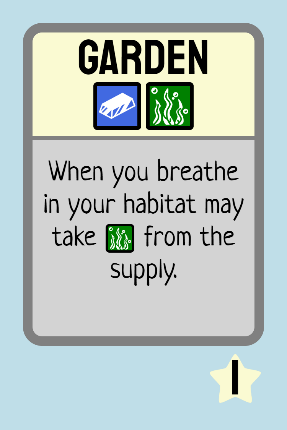 GARDEN
When you breathe
in your habitat may
take from the
supply.
1